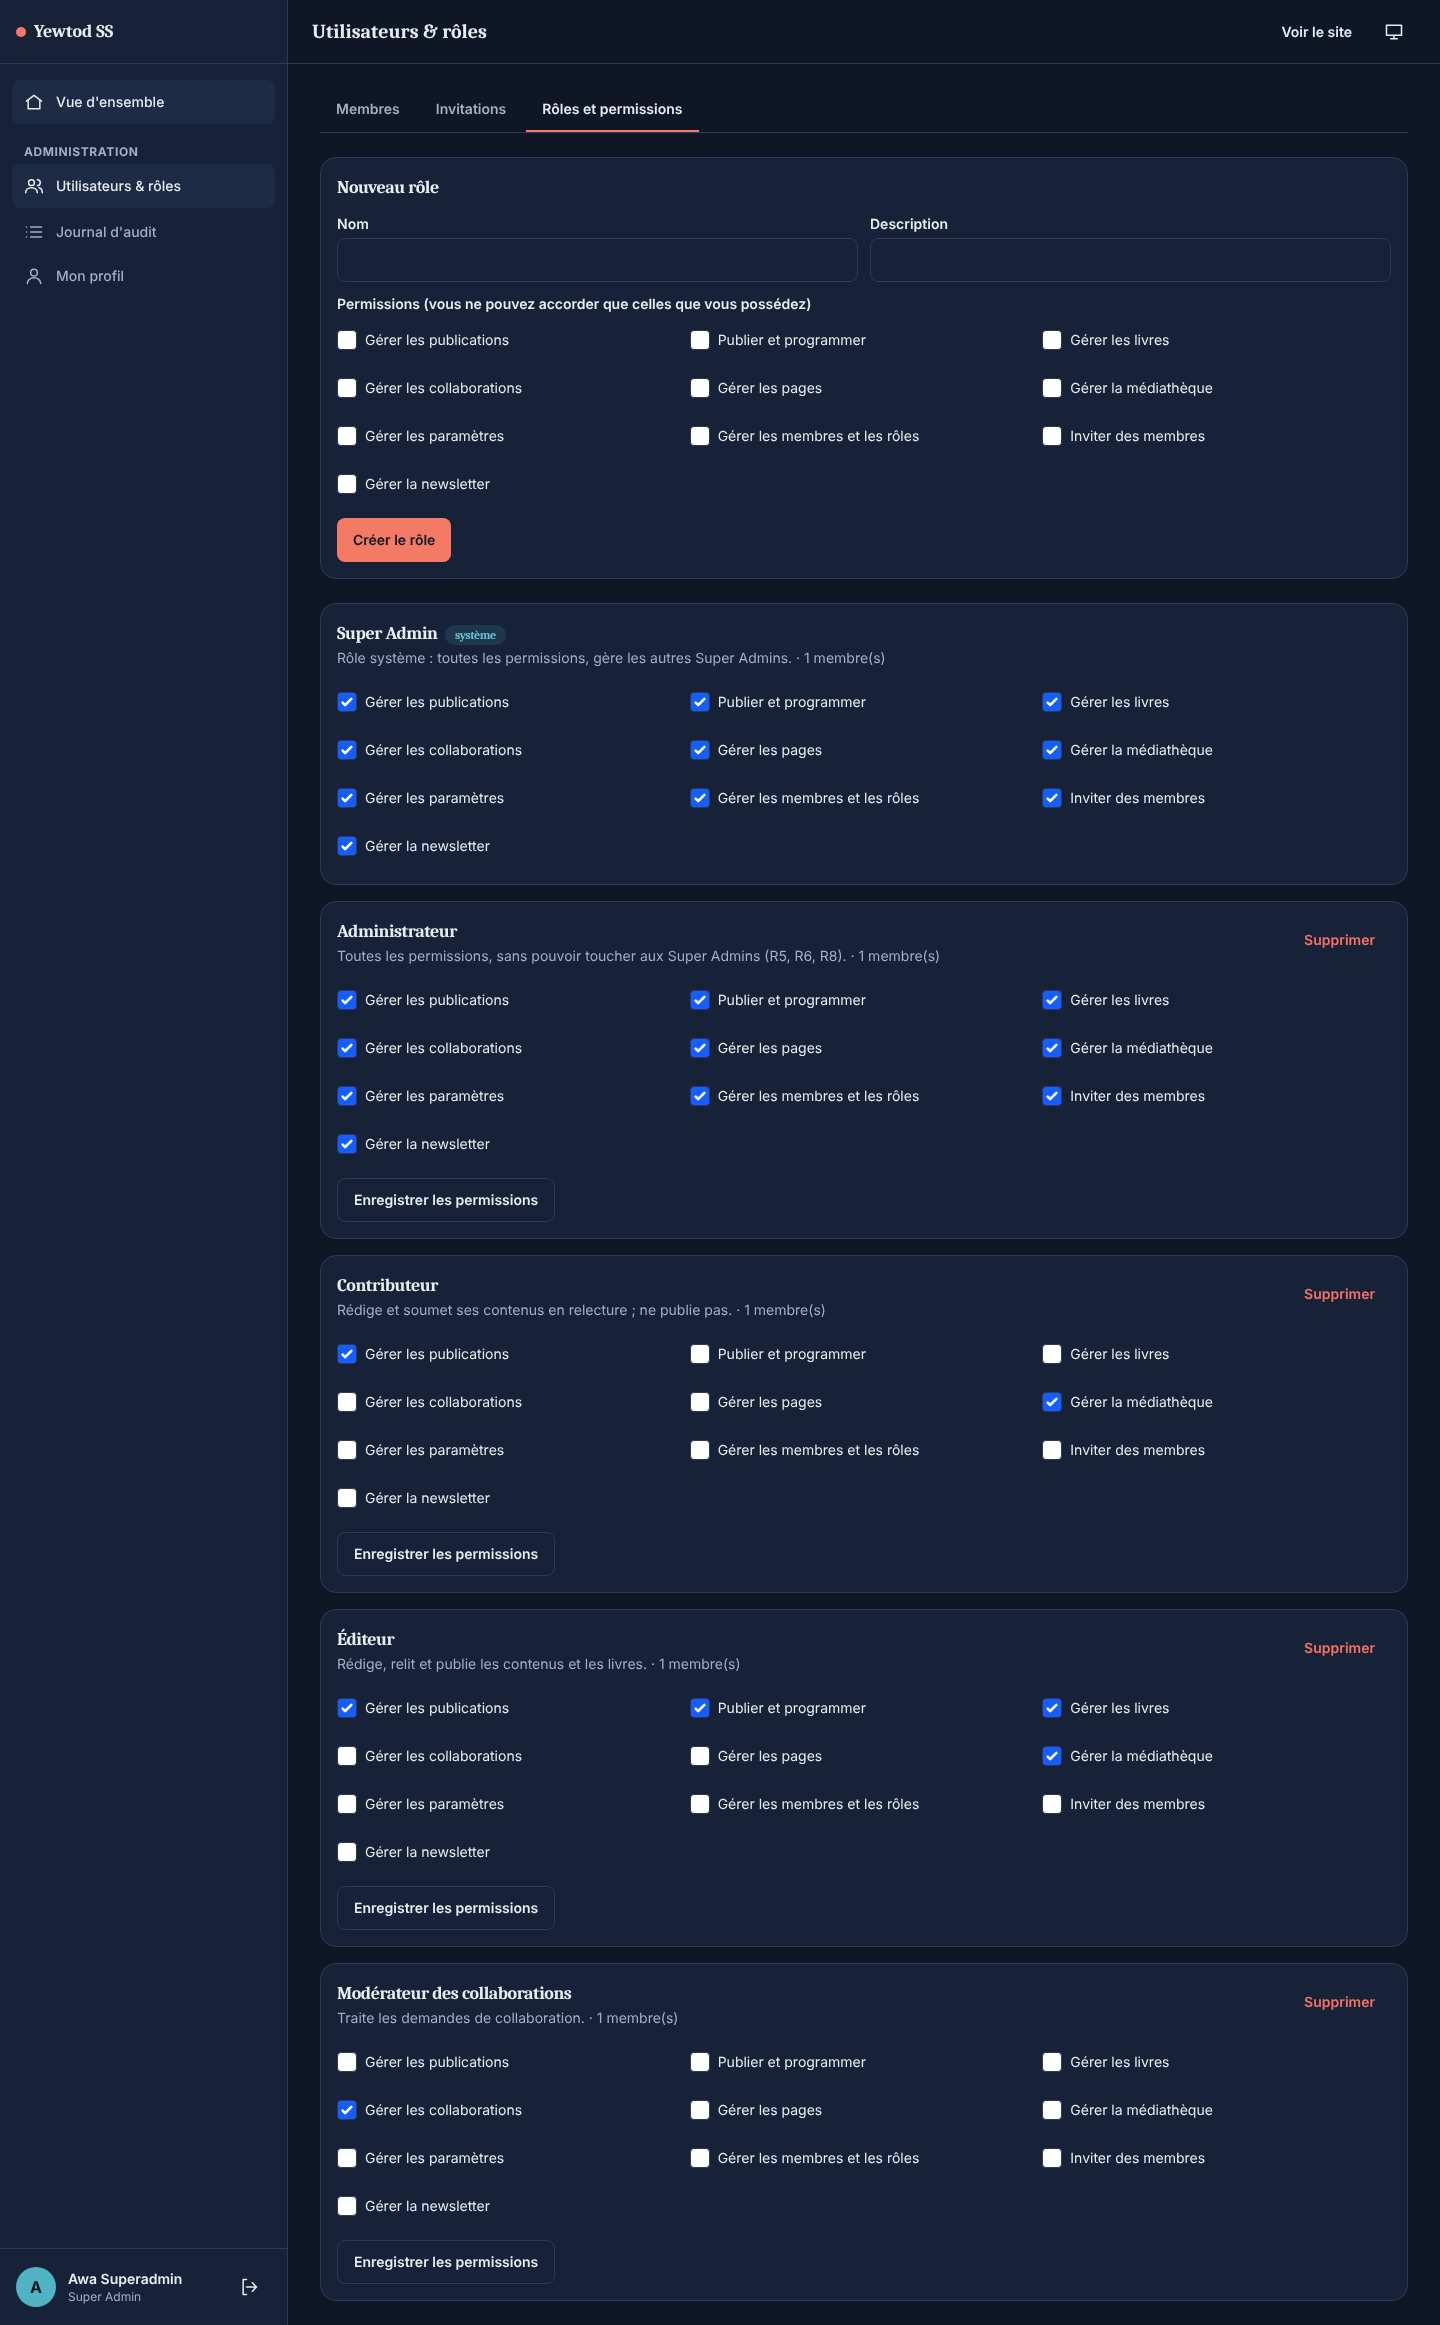 Yewtod SS
Utilisateurs & rôles
Voir le site
Vue d'ensemble
ADMINISTRATION
Utilisateurs & rôles
Journal d'audit
Mon profil
Membres
Invitations
Rôles et permissions
Nouveau rôle
Nom
Description
Permissions (vous ne pouvez accorder que celles que vous possédez)
Gérer les publications
Publier et programmer
Gérer les livres
Gérer les collaborations
Gérer les pages
Gérer la médiathèque
Gérer les paramètres
Gérer les membres et les rôles
Inviter des membres
Gérer la newsletter
Créer le rôle
Super Admin système
Rôle système : toutes les permissions, gère les autres Super Admins. · 1 membre(s)
Gérer les publications
Publier et programmer
Gérer les livres
Gérer les collaborations
Gérer les pages
Gérer la médiathèque
Gérer les paramètres
Gérer les membres et les rôles
Inviter des membres
Gérer la newsletter
Administrateur
Supprimer
Toutes les permissions, sans pouvoir toucher aux Super Admins (R5, R6, R8). · 1 membre(s)
Gérer les publications
Publier et programmer
Gérer les livres
Gérer les collaborations
Gérer les pages
Gérer la médiathèque
Gérer les paramètres
Gérer les membres et les rôles
Inviter des membres
Gérer la newsletter
Enregistrer les permissions
Contributeur
Supprimer
Rédige et soumet ses contenus en relecture ; ne publie pas. · 1 membre(s)
Gérer les publications
Publier et programmer
Gérer les livres
Gérer les collaborations
Gérer les pages
Gérer la médiathèque
Gérer les paramètres
Gérer les membres et les rôles
Inviter des membres
Gérer la newsletter
Enregistrer les permissions
Éditeur
Supprimer
Rédige, relit et publie les contenus et les livres. · 1 membre(s)
Gérer les publications
Publier et programmer
Gérer les livres
Gérer les collaborations
Gérer les pages
Gérer la médiathèque
Gérer les paramètres
Gérer les membres et les rôles
Inviter des membres
Gérer la newsletter
Enregistrer les permissions
Modérateur des collaborations
Supprimer
Traite les demandes de collaboration. · 1 membre(s)
Gérer les publications
Publier et programmer
Gérer les livres
Gérer les collaborations
Gérer les pages
Gérer la médiathèque
Gérer les paramètres
Gérer les membres et les rôles
Inviter des membres
Gérer la newsletter
Enregistrer les permissions
A
Awa Superadmin
Super Admin